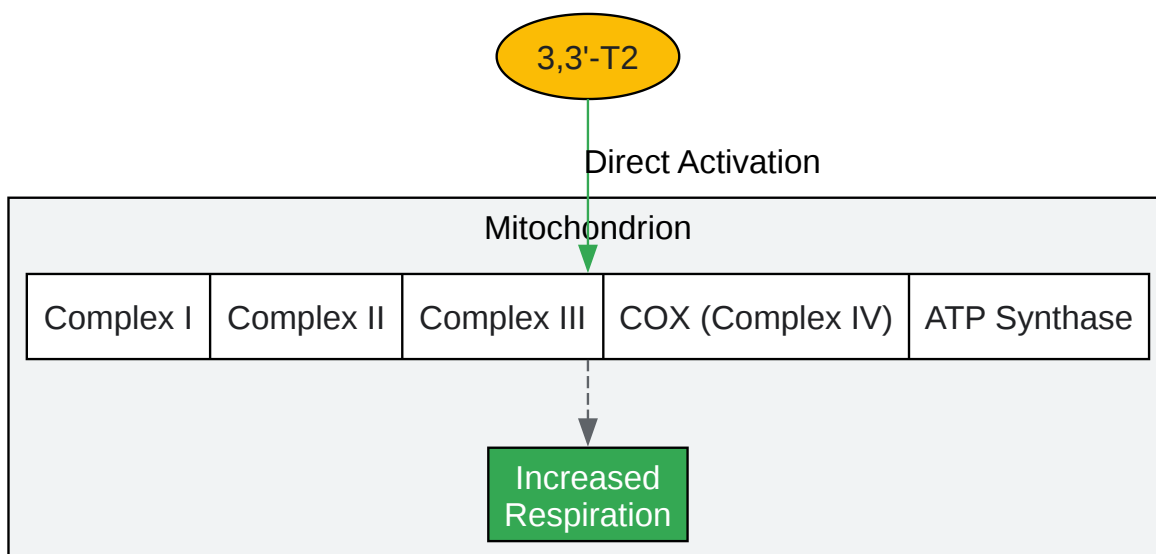 3,3'-T2
Direct Activation
Mitochondrion
Complex I
Complex II
Complex III
COX (Complex IV)
ATP Synthase
Increased
Respiration